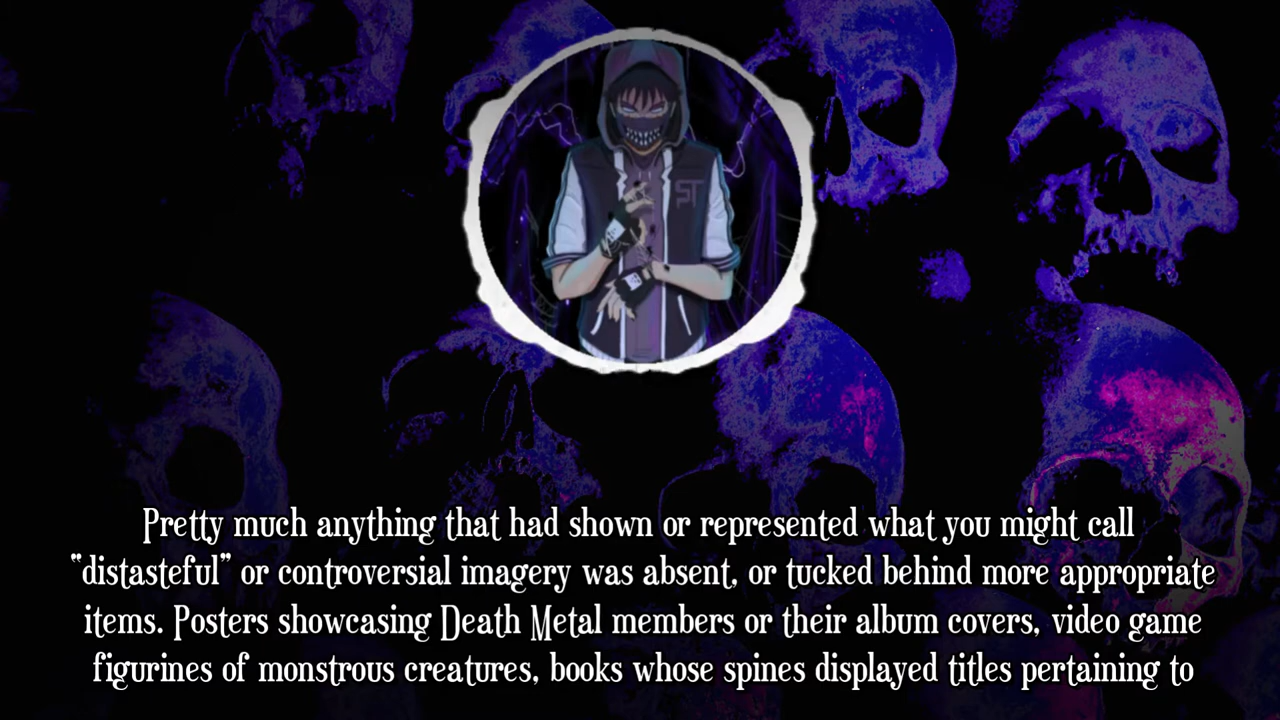 ST
Pretty much anything that had shown or represented what you might call
“distasteful” or controversial imagery was absent, or tucked behind more appropriate
items. Posters showcasing Death Metal members or their album covers, video game
figurines of monstrous creatures, books whose spines displayed titles pertaining to